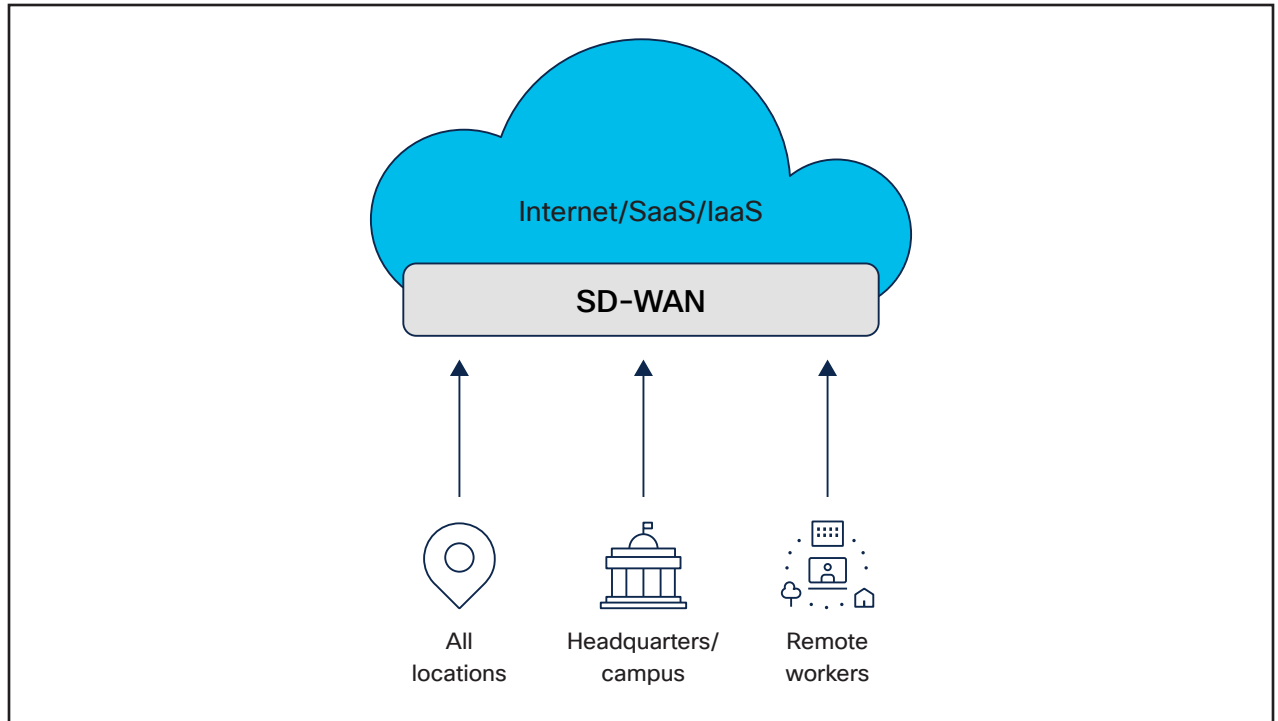 Internet/SaaS/IaaS
SD-WAN
All
locations
Headquarters/
campus
Remote
workers